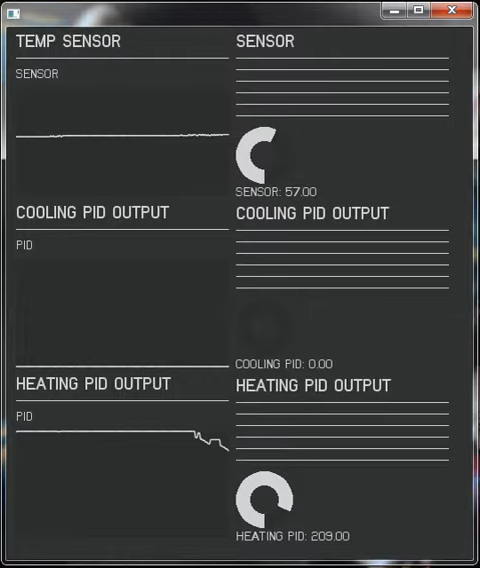 TEMP SENSOR
SENSOR
COOLING PID OUTPUT
PID
HEATING PID OUTPUT
PID
SENSOR
SENSOR: 57.00
COOLING PID OUTPUT
COOLING PID: 0.00
HEATING PID OUTPUT
HEATING PID: 209.00